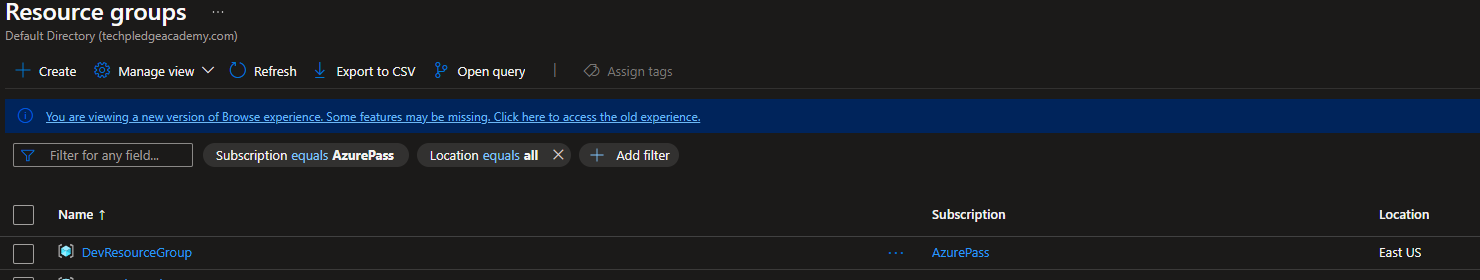 Resource groups ...
Default Directory (techpledgeacademy.com)
Create Manage view Refresh Export to CSV Open query | Assign tags
You are viewing a new version of Browse experience. Some features may be missing. Click here to access the old experience.
Filter for any field... Subscription equals AzurePass Location equals all Add filter
Name ↑ Subscription Location
DevResourceGroup ... AzurePass East US